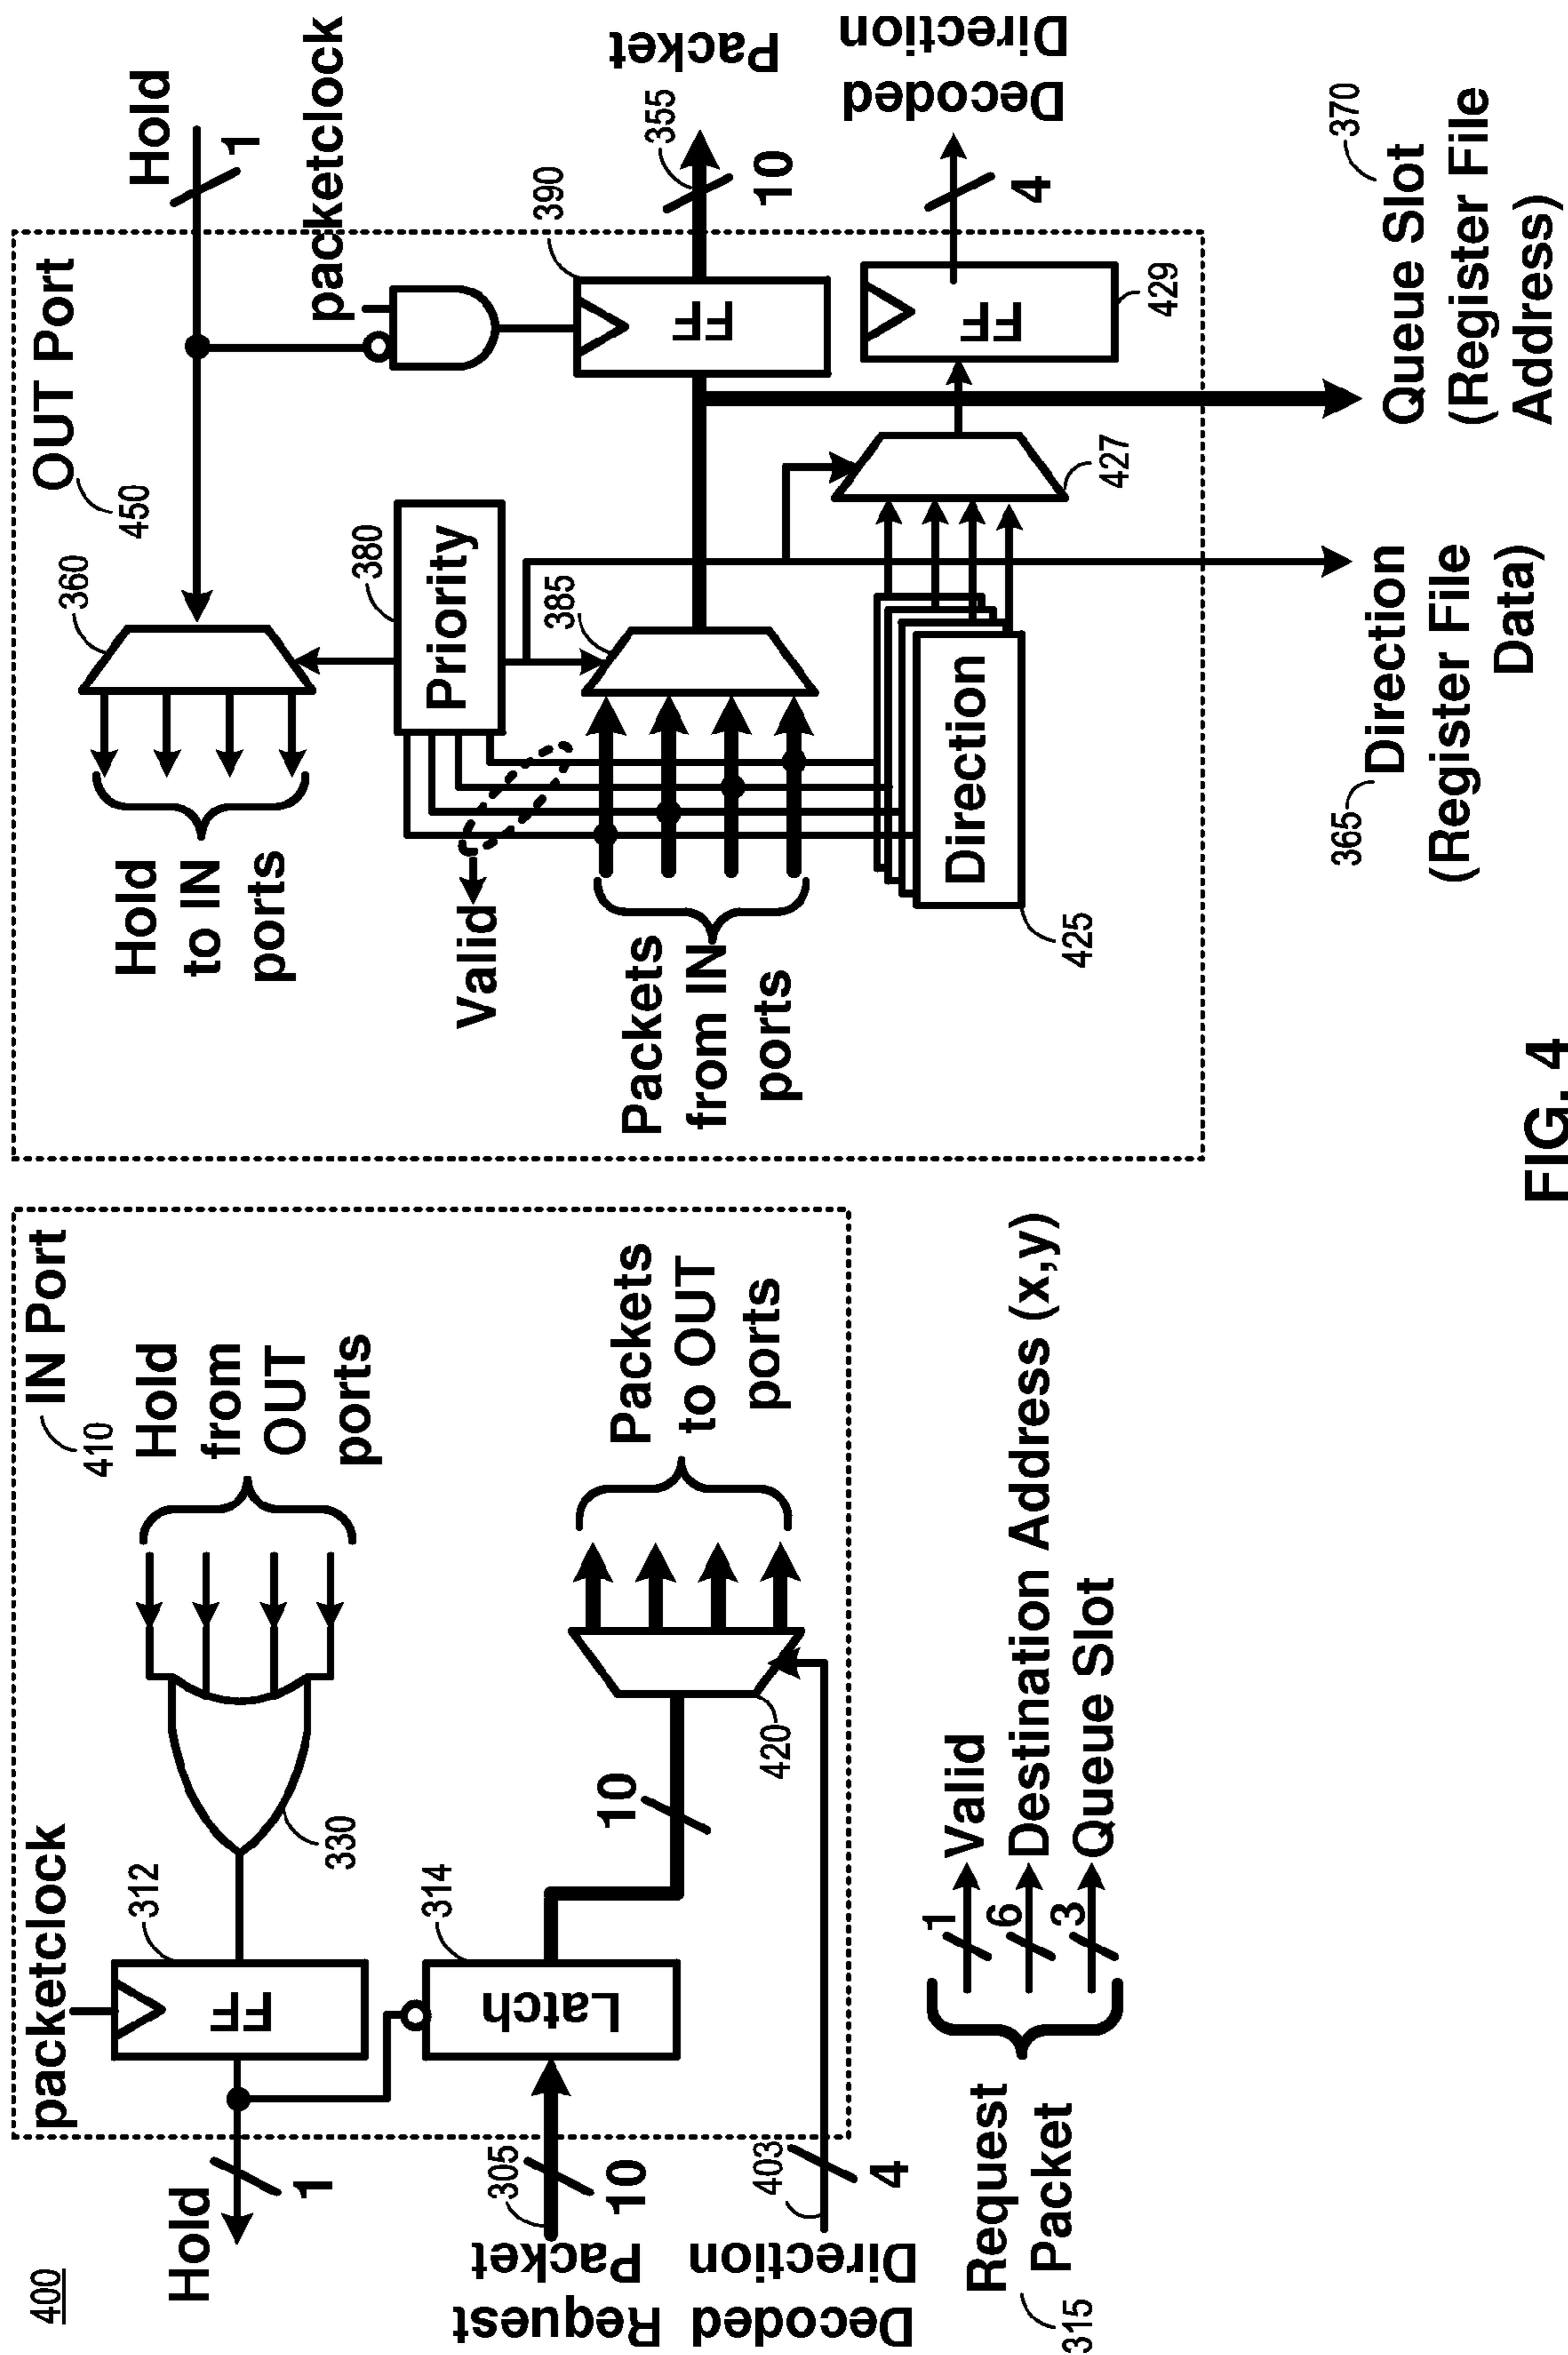 400
IN Port
410
packetclock
Hold
from
OUT
ports
330
312
FF
Hold
1
314
Latch
305
10
Request
Packet
10
420
Packets
to OUT
ports
403
4
Decoded
Direction
Request
Packet
315
1
Valid
6
Destination Address (x,y)
3
Queue Slot
OUT Port
450
Hold
1
packetclock
360
Hold
to IN
ports
380
Priority
Valid
385
Packets
from IN
ports
390
FF
355
10
Packet
425
Direction
427
429
FF
4
Decoded
Direction
365
Direction
(Register File
Data)
370
Queue Slot
(Register File
Address)
FIG. 4